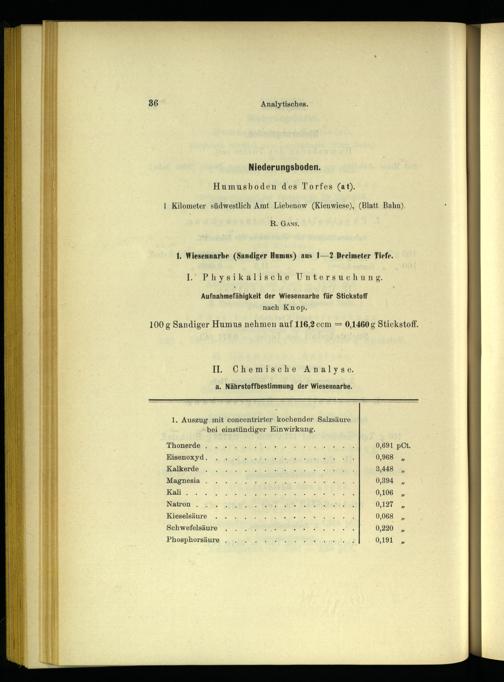 36
Analytisches.
Niederungsboden.
Humusboden des Torfes (at).
1 Kilometer südwestlich Amt Liebenow (Kienwiese), (Blatt Bahn)
R. Gans.
1. Wiesennarbe (Sandiger Humus) aus 1—2 Decimeter Tiefe.
I. Physikalische Untersuchung.
Aufnahmefähigkeit der Wiesennarbe für Stickstoff
nach Knop.
100 g Sandiger Humus nehmen auf 116,2 ccm = 0,1460 g Stickstoff.
II. Chemische Analyse.
a. Nährstoffbestimmung der Wiesennarbe.
1. Auszug mit concentrirter kochender Salzsäure
bei einstündiger Einwirkung.
Thonerde . . . . . . . . . . . . . . . . 0,691 pCt.
Eisenoxyd . . . . . . . . . . . . . . . . 0,968 „
Kalkerde . . . . . . . . . . . . . . . . 3,448 „
Magnesia . . . . . . . . . . . . . . . . 0,394 „
Kali . . . . . . . . . . . . . . . . . . 0,106 „
Natron . . . . . . . . . . . . . . . . . 0,127 „
Kieselsäure . . . . . . . . . . . . . . . 0,068 „
Schwefelsäure . . . . . . . . . . . . . . 0,220 „
Phosphorsäure . . . . . . . . . . . . . . 0,191 „